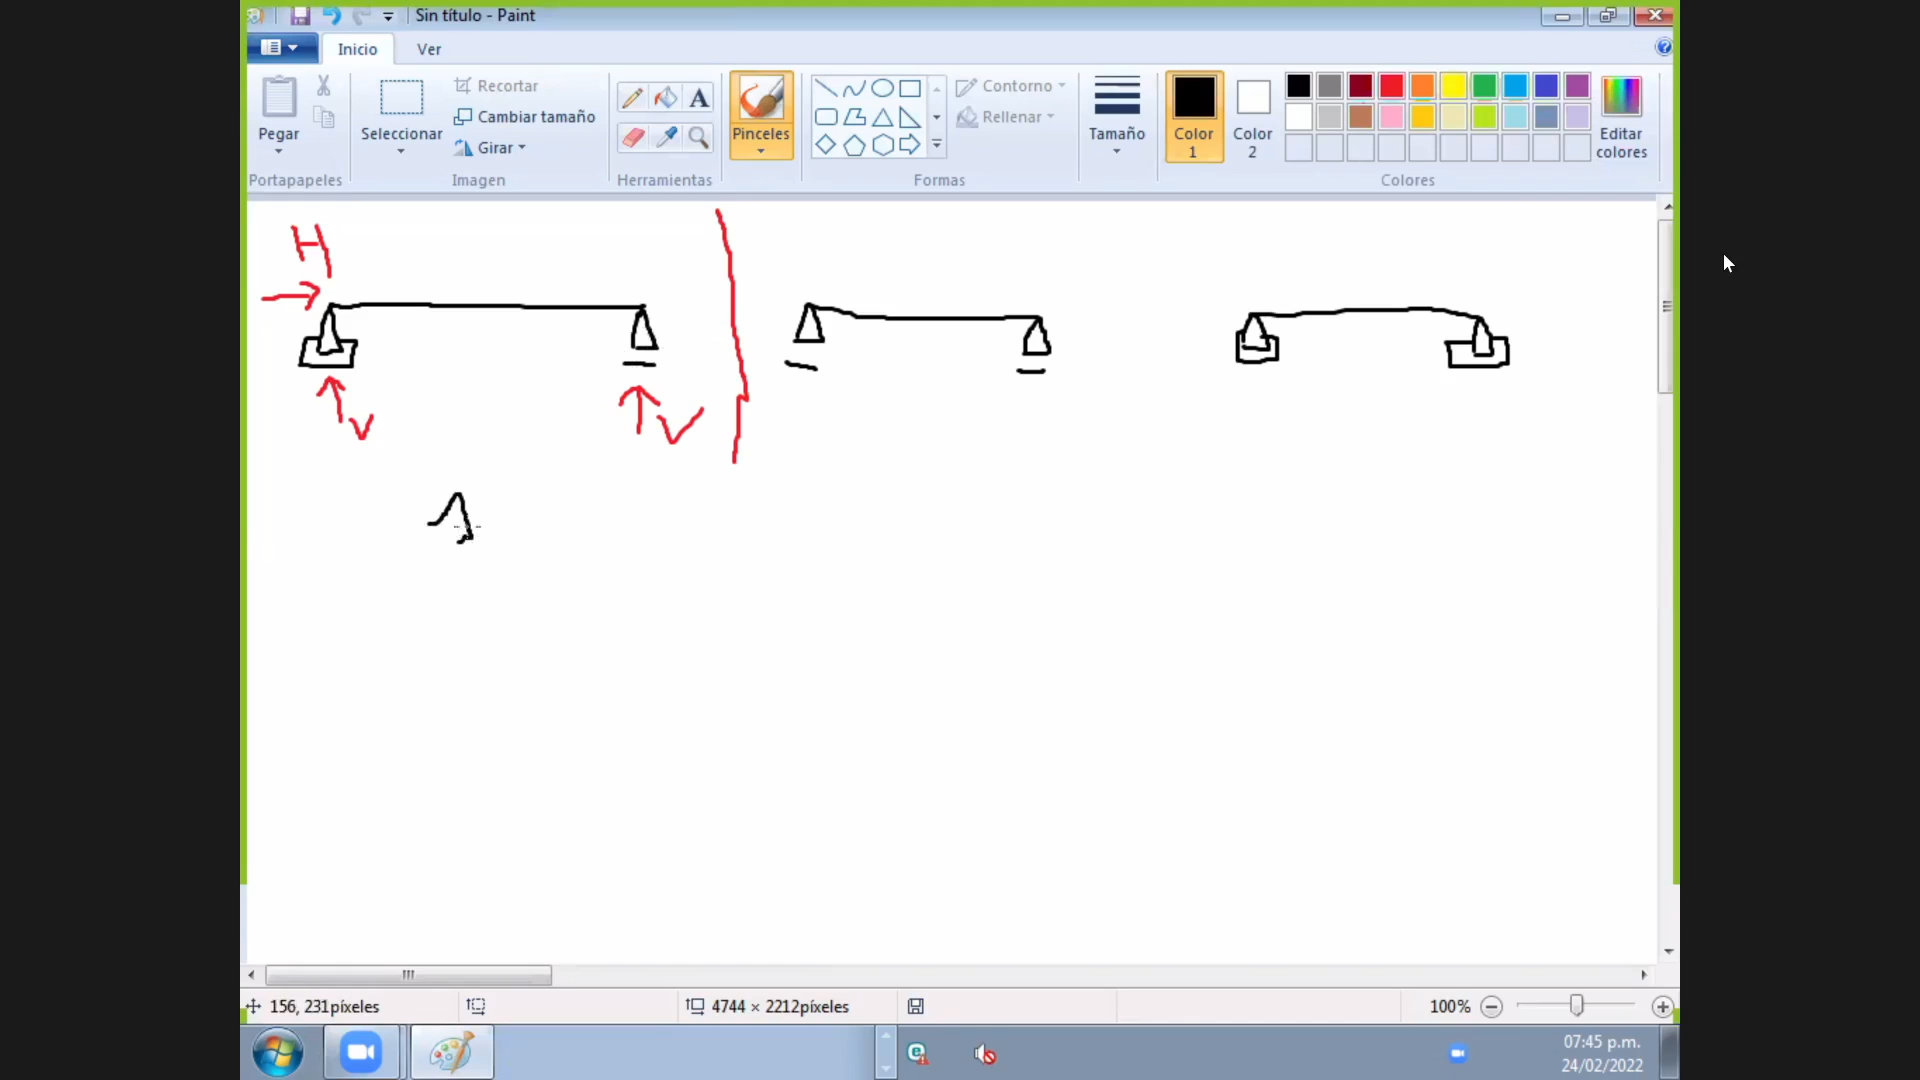 Sin título - Paint
Inicio Ver
Pegar
Portapapeles
Seleccionar
Recortar
Cambiar tamaño
Girar
Imagen
A
Herramientas
Pinceles
Contorno
Rellenar
Formas
Tamaño
Color
1
Color
2
Editar
colores
Colores
H
V
V
156, 231píxeles
4744 × 2212píxeles
100%
07:45 p.m.
24/02/2022